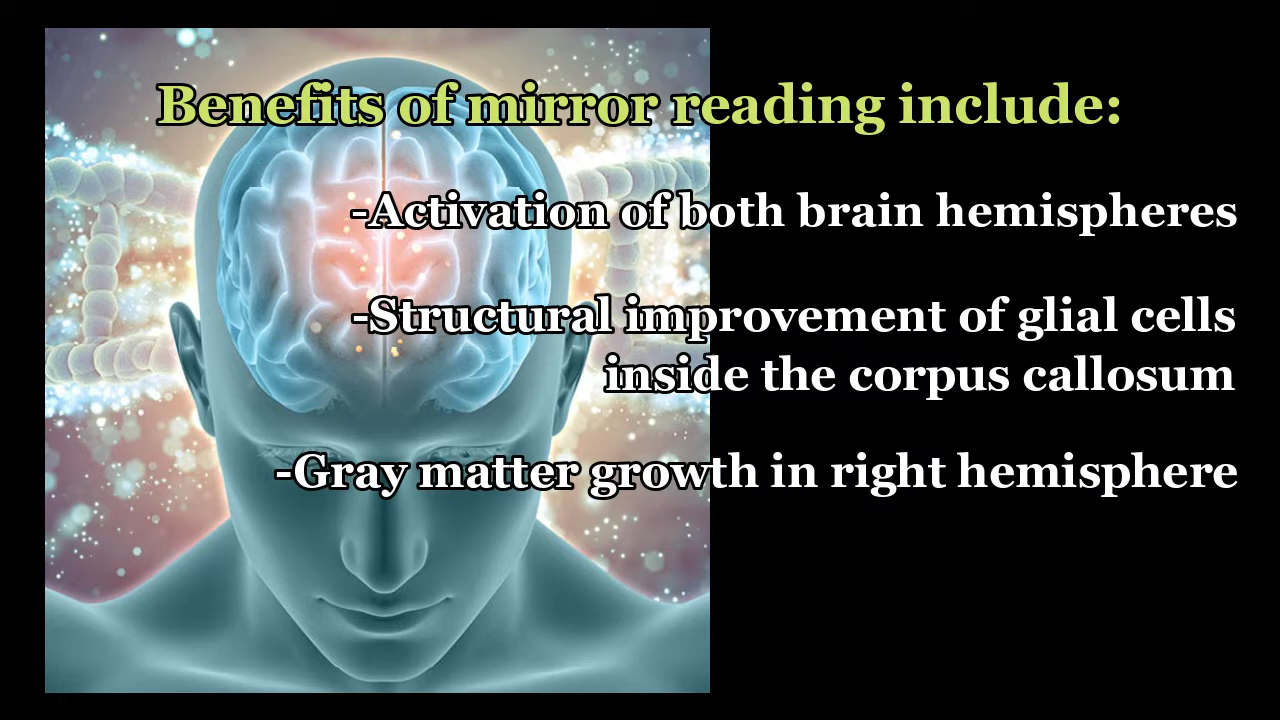 Benefits of mirror reading include:
-Activation of both brain hemispheres
-Structural improvement of glial cells
inside the corpus callosum
-Gray matter growth in right hemisphere